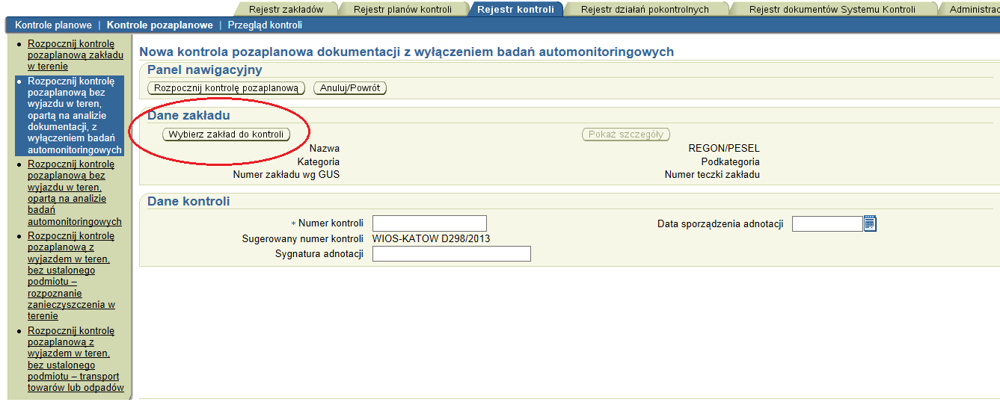 Rejestr zakładów
Rejestr planów kontroli
Rejestr kontroli
Rejestr działań pokontrolnych
Rejestr dokumentów Systemu Kontroli
Administrac
Kontrole planowe | Kontrole pozaplanowe | Przegląd kontroli
Rozpocznij kontrolę
pozaplanową zakładu
w terenie
Rozpocznij kontrolę
pozaplanową bez
wyjazdu w teren,
opartą na analizie
dokumentacji, z
wyłączeniem badań
automonitoringowych
Rozpocznij kontrolę
pozaplanową bez
wyjazdu w teren,
opartą na analizie
badań
automonitoringowych
Rozpocznij kontrolę
pozaplanową z
wyjazdem w teren,
bez ustalonego
podmiotu –
rozpoznanie
zanieczyszczenia w
terenie
Rozpocznij kontrolę
pozaplanową z
wyjazdem w teren,
bez ustalonego
podmiotu – transport
towarów lub odpadów
Nowa kontrola pozaplanowa dokumentacji z wyłączeniem badań automonitoringowych
Panel nawigacyjny
Rozpocznij kontrolę pozaplanową
Anuluj/Powrót
Dane zakładu
Wybierz zakład do kontroli
Pokaż szczegóły
Nazwa
REGON/PESEL
Kategoria
Podkategoria
Numer zakładu wg GUS
Numer teczki zakładu
Dane kontroli
* Numer kontroli
Data sporządzenia adnotacji
Sugerowany numer kontroli WIOS-KATOW D298/2013
Sygnatura adnotacji